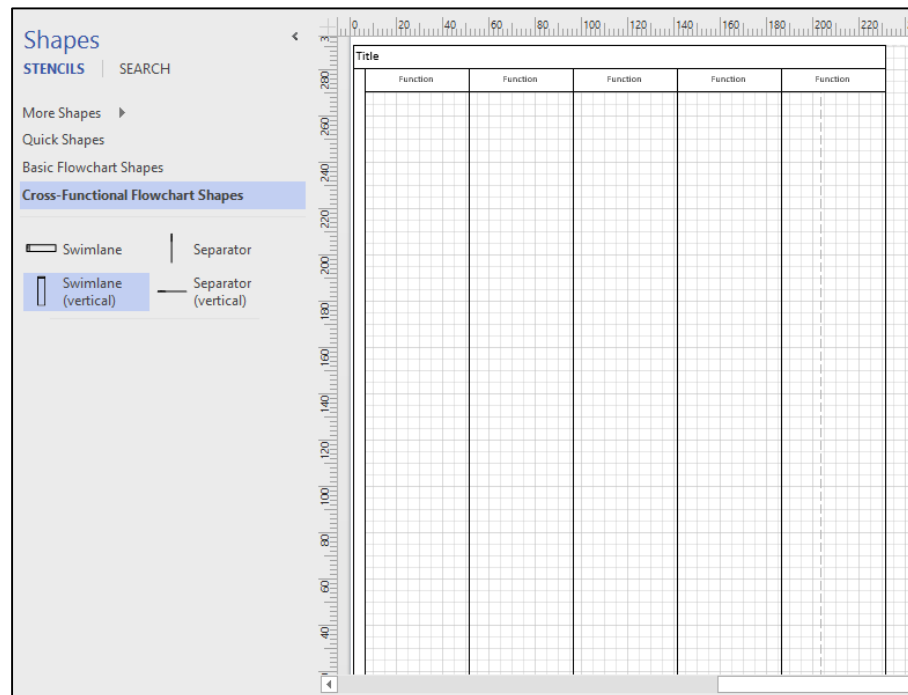 Shapes
STENCILS
SEARCH
More Shapes
Quick Shapes
Basic Flowchart Shapes
Cross-Functional Flowchart Shapes
Swimlane
Separator
Swimlane
(vertical)
Separator
(vertical)
0 20 40 60 80 100 120 140 160 180 200 220
280
260
240
220
200
180
160
140
120
100
80
60
40
Title
Function Function Function Function Function